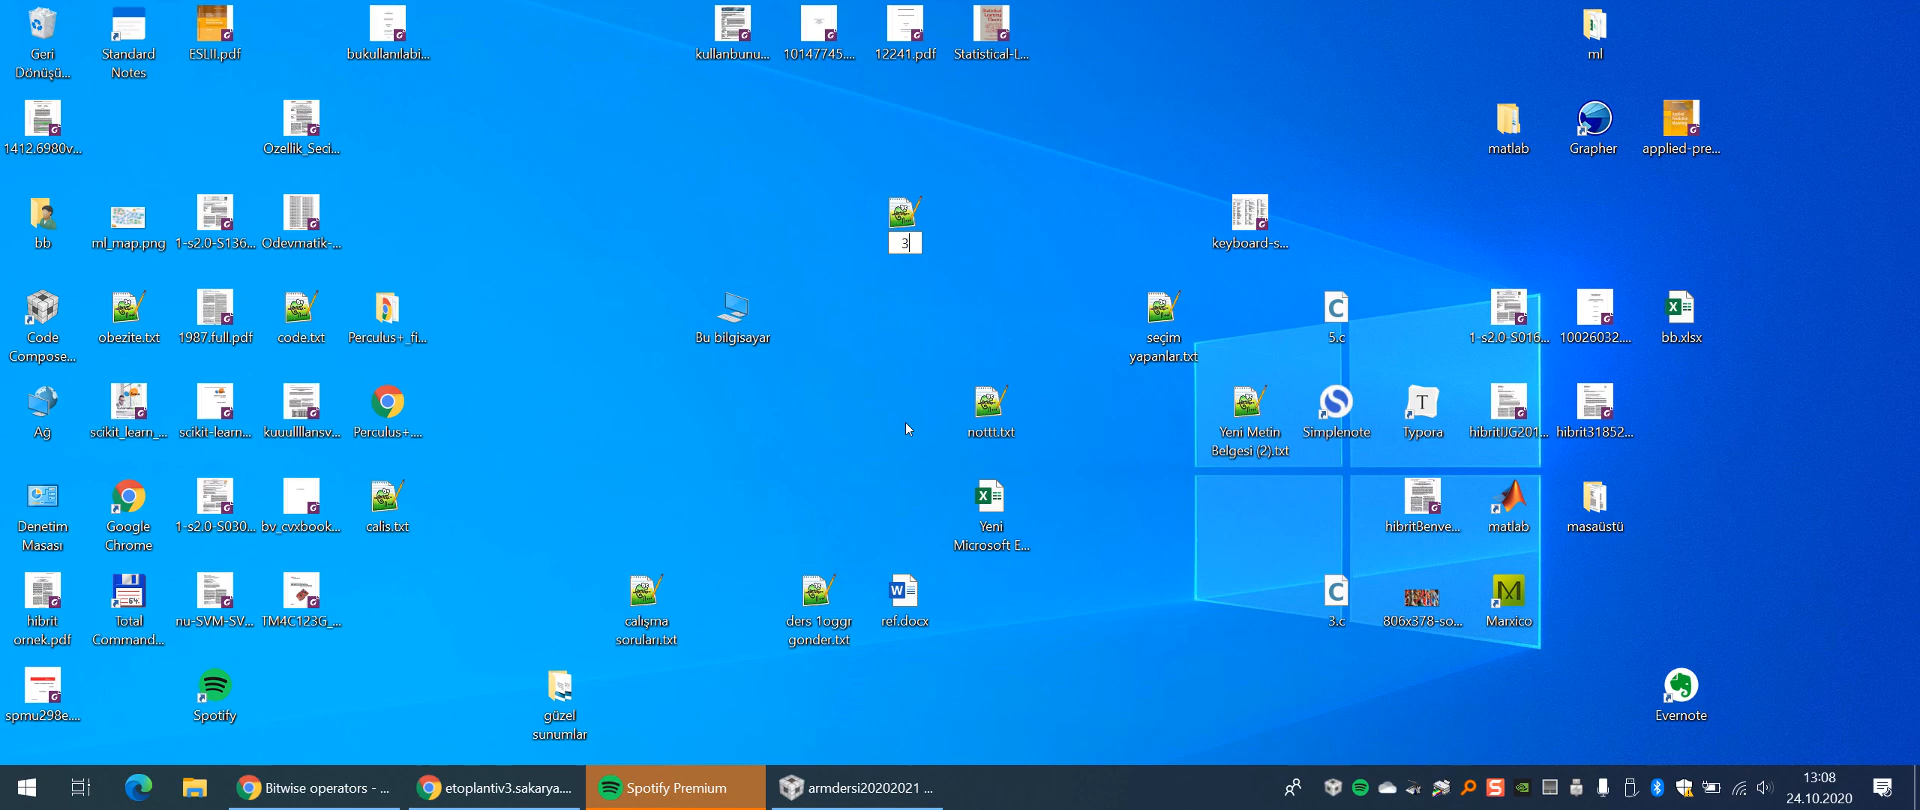 Geri
Dönüşü...
Standard
Notes
ESLII.pdf
bukullanılabi...
kullanbunu...
10147745....
12241.pdf
Statistical-L...
ml
1412.6980v...
Ozellik_Seci...
matlab
Grapher
applied-pre...
bb
ml_map.png
1-s2.0-S136...
Odevmatik-...
3
keyboard-s...
Code
Compose...
obezite.txt
1987.full.pdf
code.txt
Perculus+_fi...
Bu bilgisayar
seçim
yapanlar.txt
5.c
1-s2.0-S016...
10026032....
bb.xlsx
Ağ
scikit_learn_...
scikit-learn...
kuuullllansv...
Perculus+....
nottt.txt
Yeni Metin
Belgesi (2).txt
Simplenote
Typora
hibritIJG201...
hibrit31852...
Denetim
Masası
Google
Chrome
1-s2.0-S030...
bv_cvxbook...
calis.txt
Yeni
Microsoft E...
hibritBenve...
matlab
masaüstü
hibrit
ornek.pdf
Total
Command...
nu-SVM-SV...
TM4C123G_...
calışma
soruları.txt
ders 1oggr
gonder.txt
ref.docx
3.c
806x378-so...
Marxico
spmu298e....
Spotify
güzel
sunumlar
Evernote
Bitwise operators - ...
etoplantiv3.sakarya....
Spotify Premium
armdersi20202021 ...
13:08
24.10.2020